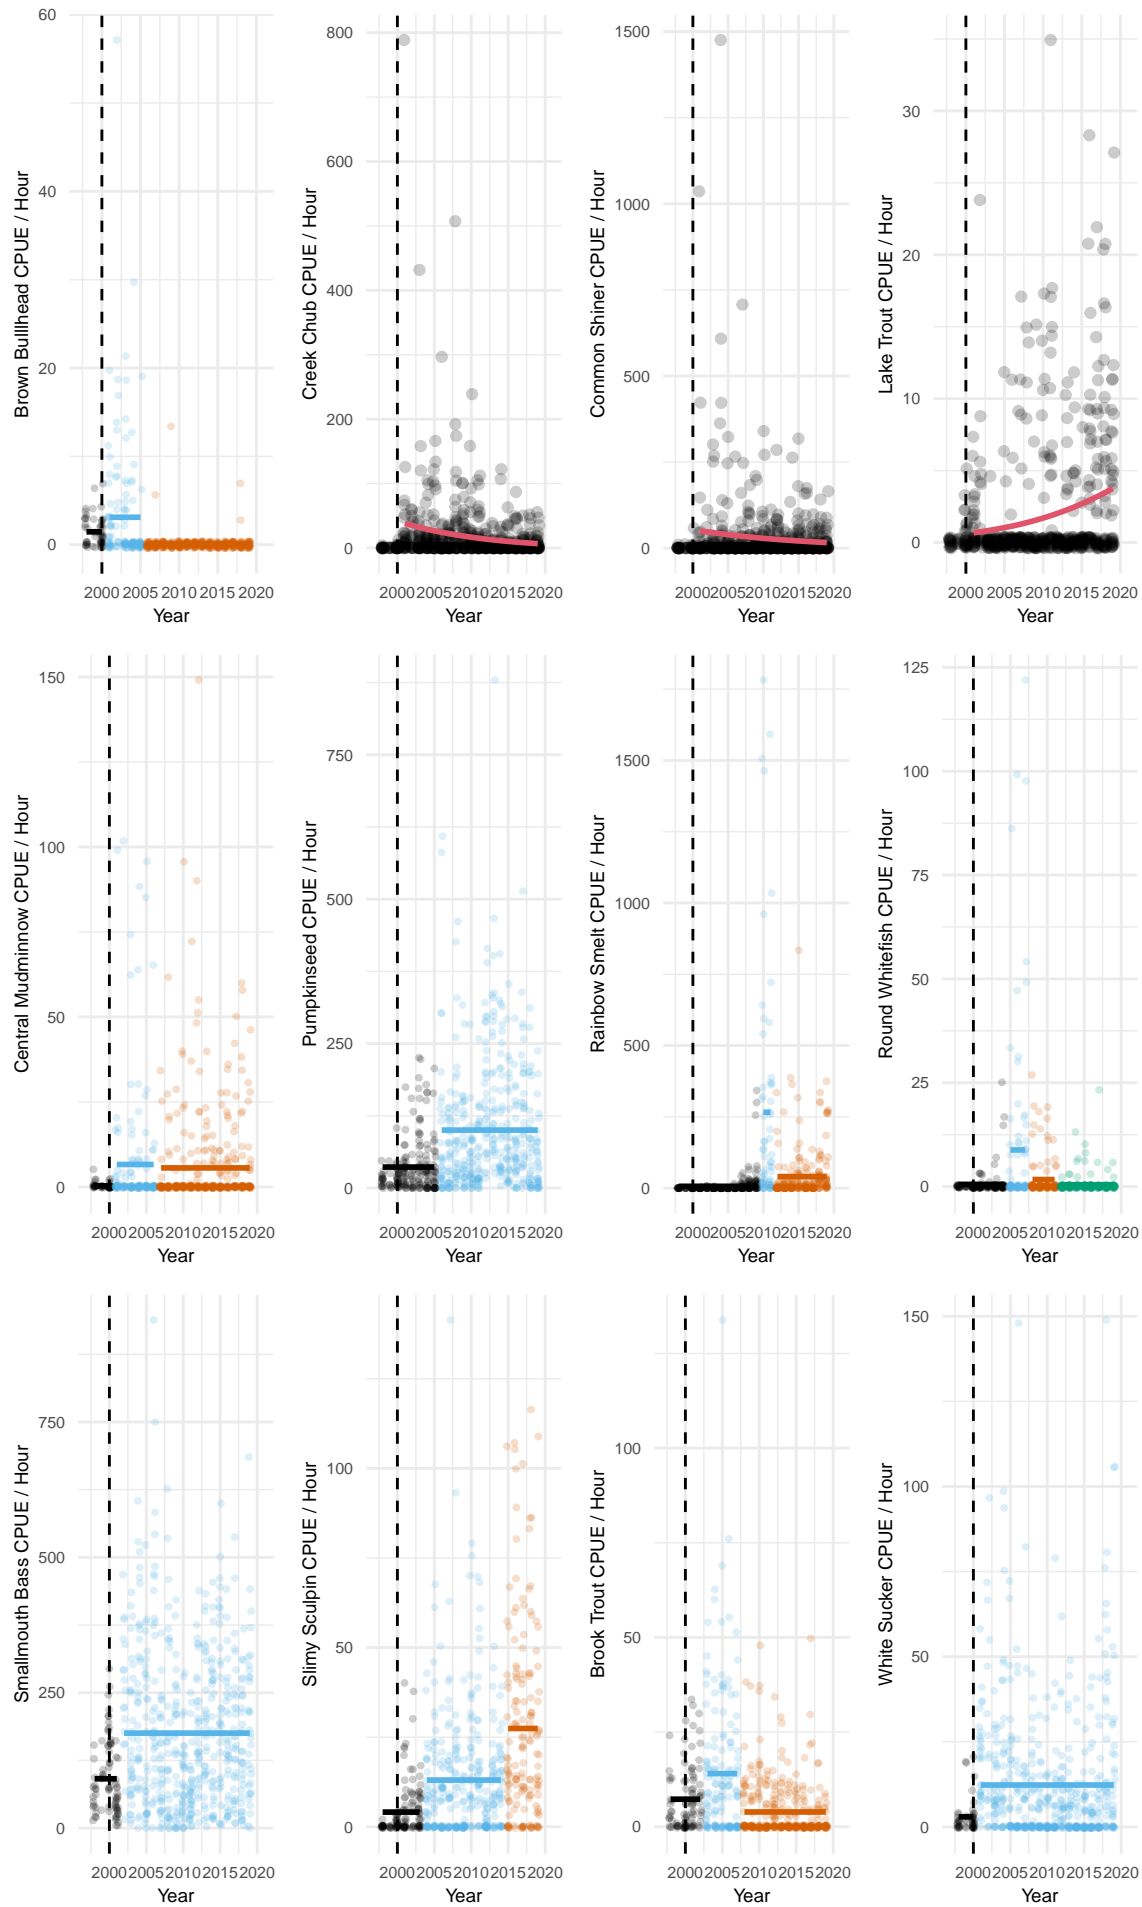 Brown Bullhead CPUE / Hour
60
40
20
0
2000 2005 2010 2015 2020
Year
Creek Chub CPUE / Hour
800
600
400
200
0
2000 2005 2010 2015 2020
Year
Common Shiner CPUE / Hour
1500
1000
500
0
2000 2005 2010 2015 2020
Year
Lake Trout CPUE / Hour
30
20
10
0
2000 2005 2010 2015 2020
Year
Central Mudminnow CPUE / Hour
150
100
50
0
2000 2005 2010 2015 2020
Year
Pumpkinseed CPUE / Hour
750
500
250
0
2000 2005 2010 2015 2020
Year
Rainbow Smelt CPUE / Hour
1500
1000
500
0
2000 2005 2010 2015 2020
Year
Round Whitefish CPUE / Hour
125
100
75
50
25
0
2000 2005 2010 2015 2020
Year
Smallmouth Bass CPUE / Hour
750
500
250
0
2000 2005 2010 2015 2020
Year
Slimy Sculpin CPUE / Hour
100
50
0
2000 2005 2010 2015 2020
Year
Brook Trout CPUE / Hour
100
50
0
2000 2005 2010 2015 2020
Year
White Sucker CPUE / Hour
150
100
50
0
2000 2005 2010 2015 2020
Year